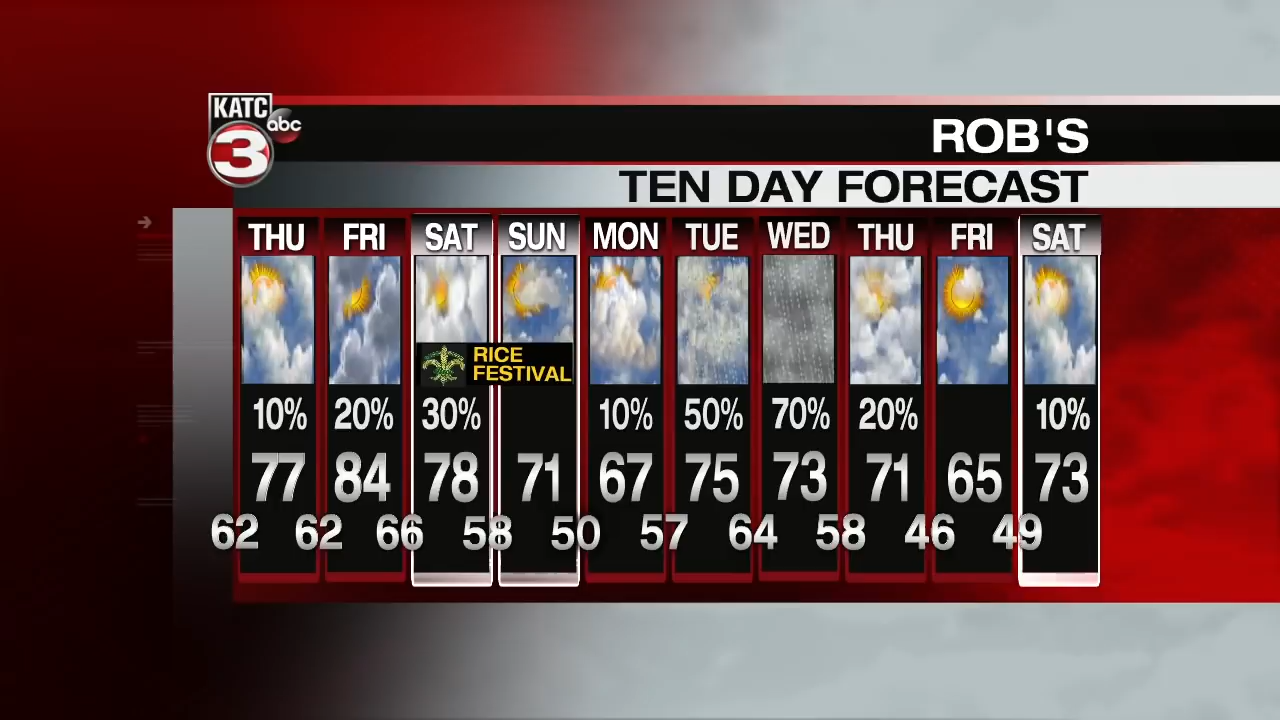 KATC
abc
3
ROB'S
TEN DAY FORECAST
THU FRI SAT SUN MON TUE WED THU FRI SAT
RICE
FESTIVAL
10% 20% 30% 10% 50% 70% 20% 10%
77 84 78 71 67 75 73 71 65 73
62 62 66 58 50 57 64 58 46 49